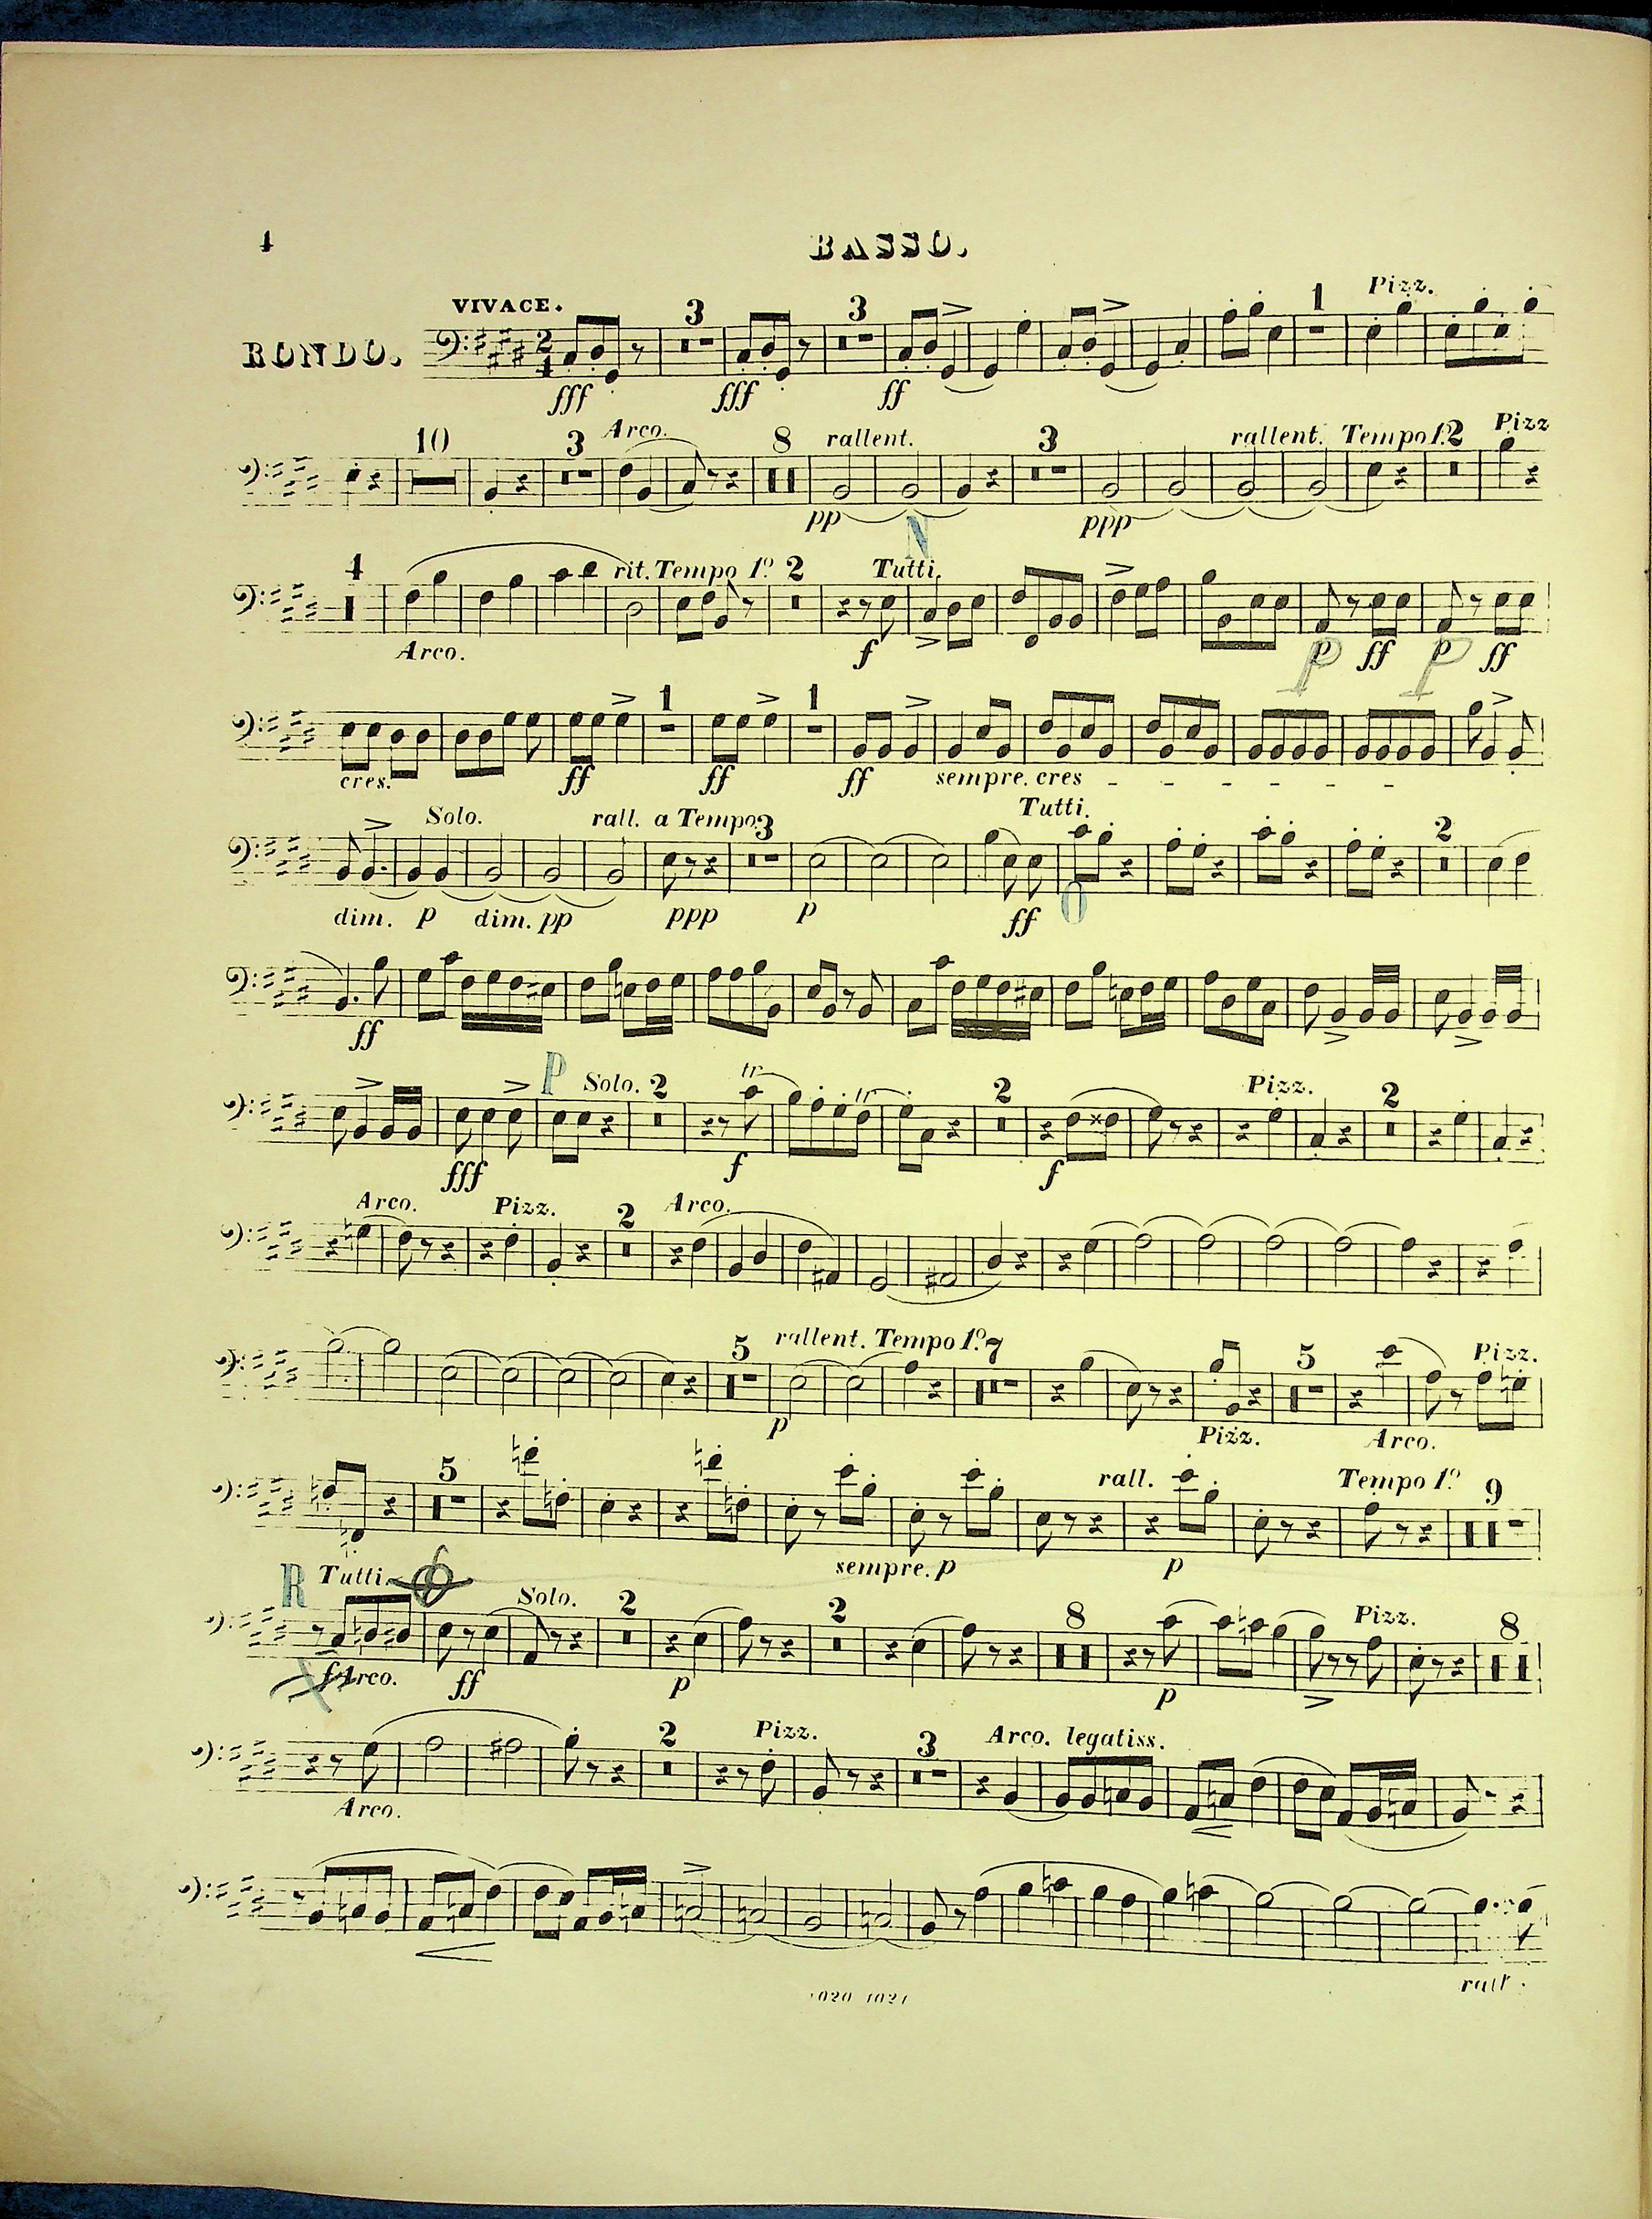 4
BASSO.
VIVACE.
3 3 1 Pizz.
RONDO.
fff fff ff
10 3 Arco. 8 rallent. 3 rallent. Tempo 1º. 2 Pizz
pp ppp
N
4 rit. Tempo 1º. 2 Tutti.
Arco. f p ff p ff
P P
1 1
cres. ff ff ff sempre. cres - - - - - - -
Solo. rall. a Tempo. 3 Tutti. 2
dim. p dim. pp ppp p ff O
ff
P Solo. 2 tr tr 2 Pizz. 2
fff f f
Arco. Pizz. 2 Arco.
5 rallent. Tempo 1º. 7 5 Pizz.
p Pizz. Arco.
5 rall. Tempo 1º. 9
sempre. p p
R Tutti. Solo. 2 2 8 Pizz. 8
f Arco. ff p p
2 Pizz. 3 Arco. legatiss.
Arco.
rall.
1020 1021